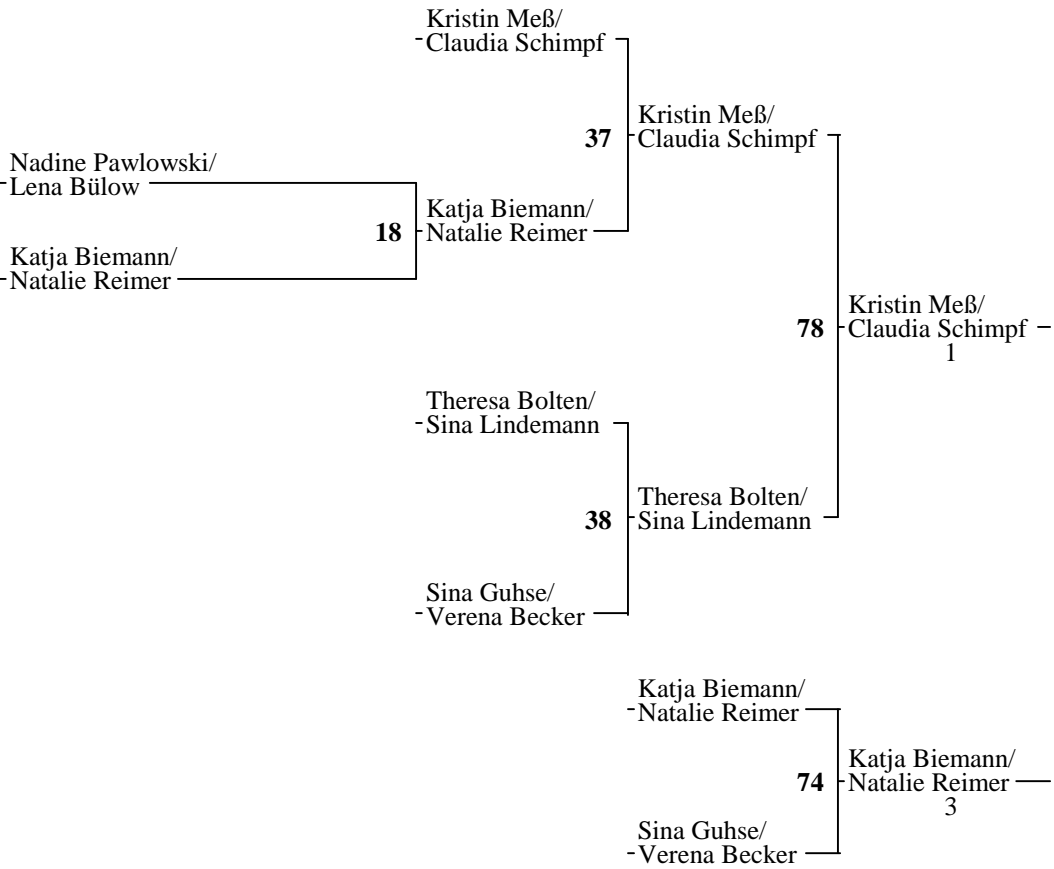 Kristin Meß/
Claudia Schimpf
37
Kristin Meß/
Claudia Schimpf
Nadine Pawlowski/
Lena Bülow
18
Katja Biemann/
Natalie Reimer
Katja Biemann/
Natalie Reimer
78
Kristin Meß/
Claudia Schimpf
1
Theresa Bolten/
Sina Lindemann
38
Theresa Bolten/
Sina Lindemann
Sina Guhse/
Verena Becker
Katja Biemann/
Natalie Reimer
74
Katja Biemann/
Natalie Reimer
3
Sina Guhse/
Verena Becker